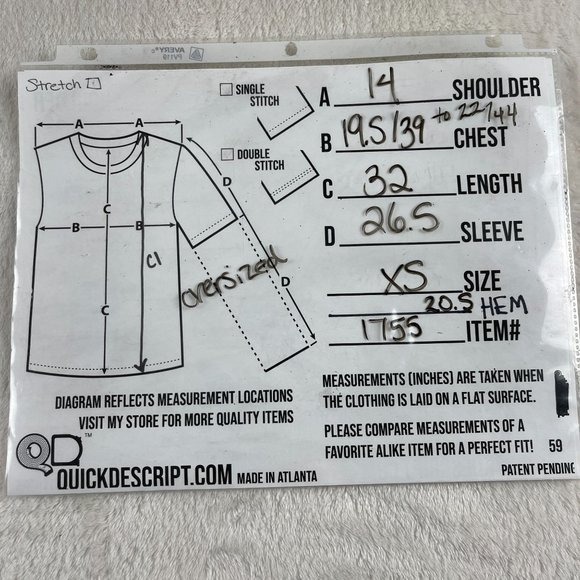 Stretch
SINGLE STITCH
DOUBLE STITCH
A 14 SHOULDER
B 19.5/39 to 22/44 CHEST
C 32 LENGTH
D 26.5 SLEEVE
XS SIZE
20.5 HEM
1755 ITEM#
A A
B B
C
C
C1
D
D
oversized
DIAGRAM REFLECTS MEASUREMENT LOCATIONS
VISIT MY STORE FOR MORE QUALITY ITEMS
MEASUREMENTS (INCHES) ARE TAKEN WHEN
THE CLOTHING IS LAID ON A FLAT SURFACE.
PLEASE COMPARE MEASUREMENTS OF A
FAVORITE ALIKE ITEM FOR A PERFECT FIT! 59
QD™
QUICKDESCRIPT.COM MADE IN ATLANTA
PATENT PENDING